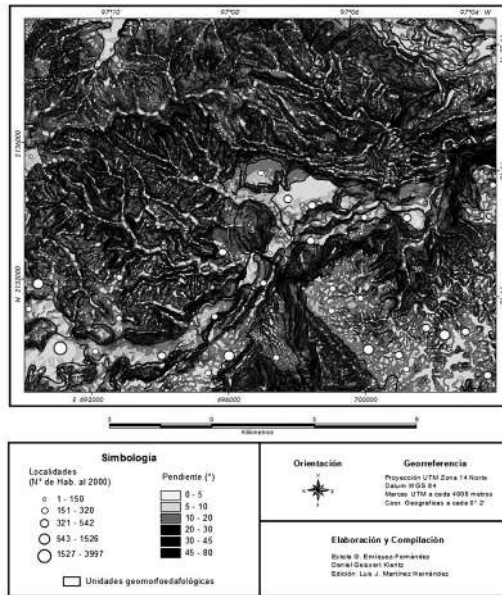 97°10'
97°08'
97°06'
97°04' W
2136000
N 2132000
E 692000
696000
700000
Kilometros
Simbología
Localidades
(N° de Hab. al 2000)
1 - 150
151 - 320
321 - 542
543 - 1526
1527 - 3997
Pendiente (°)
0 - 5
5 - 10
10 - 20
20 - 30
30 - 45
45 - 80
Unidades geomorfoedafológicas
Orientación
Georreferencia
Proyección UTM Zona 14 Norte
Datum WGS 84
Marcas UTM a cada 4000 metros
Coor. Geograficas a cada 0° 2'
Elaboración y Compilación
Estela G. Enríquez Fernández
Daniel Geissert Kientz
Edición: Luis J. Martínez Hernández